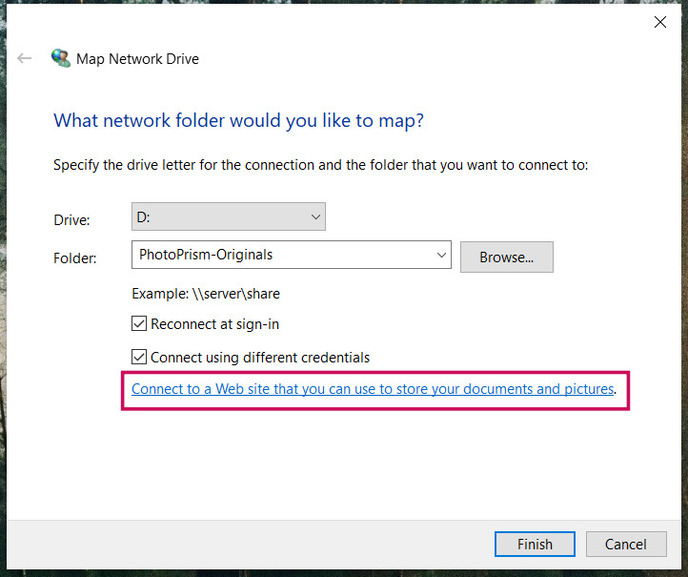 Map Network Drive
What network folder would you like to map?
Specify the drive letter for the connection and the folder that you want to connect to:
Drive: D:
Folder: PhotoPrism-Originals Browse...
Example: \\server\share
Reconnect at sign-in
Connect using different credentials
Connect to a Web site that you can use to store your documents and pictures.
Finish Cancel